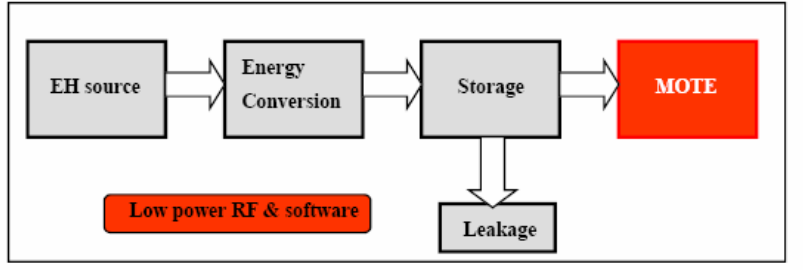 EH source
Energy
Conversion
Storage
MOTE
Low power RF & software
Leakage